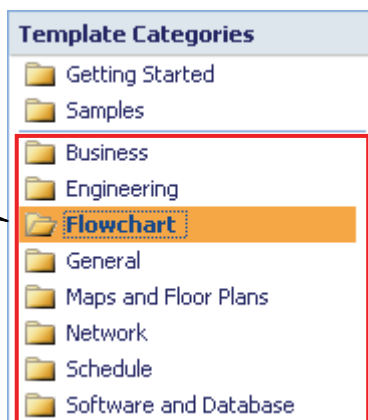 Template Categories
Getting Started
Samples
Business
Engineering
Flowchart
General
Maps and Floor Plans
Network
Schedule
Software and Database